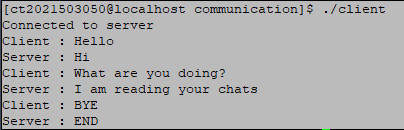 [ct2021503050@localhost communication]$ ./client
Connected to server
Client : Hello
Server : Hi
Client : What are you doing?
Server : I am reading your chats
Client : BYE
Server : END